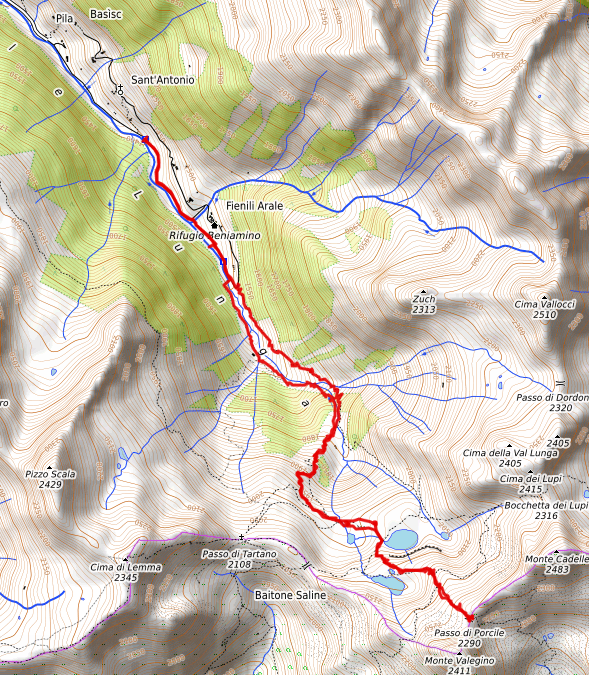 Pila
Basisc
Sant'Antonio
l
e
L
u
n
g
a
Fienili Arale
Rifugio Beniamino
Zuch
2313
Cima Vallocci
2510
Passo di Dordon
2320
2405
Cima della Val Lunga
2405
Cima dei Lupi
2415
Bocchetta dei Lupi
2316
ro
Pizzo Scala
2429
Cima di Lemma
2345
Passo di Tartano
2108
Baitone Saline
Monte Cadelle
2483
Passo di Porcile
2290
Monte Valegino
2411